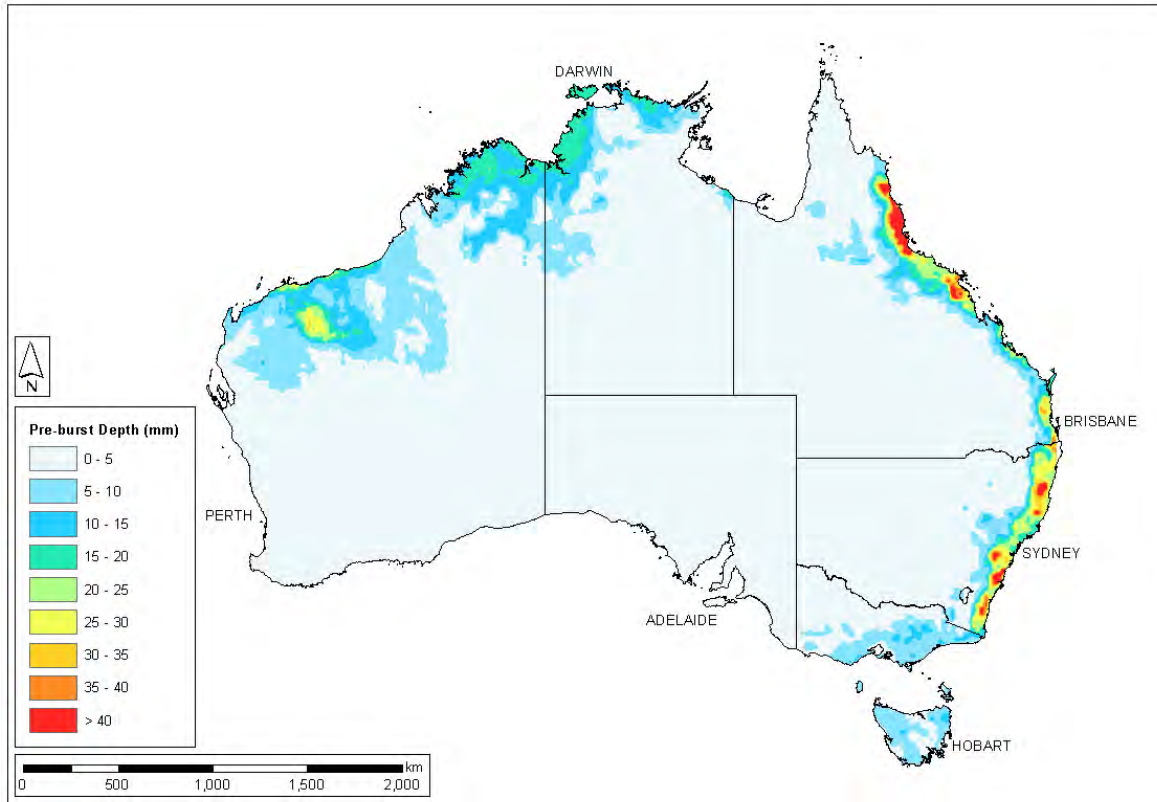 DARWIN
BRISBANE
N
Pre-burst Depth (mm)
0 - 5
5 - 10
10 - 15
15 - 20
20 - 25
25 - 30
30 - 35
35 - 40
> 40
PERTH
SYDNEY
ADELAIDE
HOBART
km
0 500 1,000 1,500 2,000